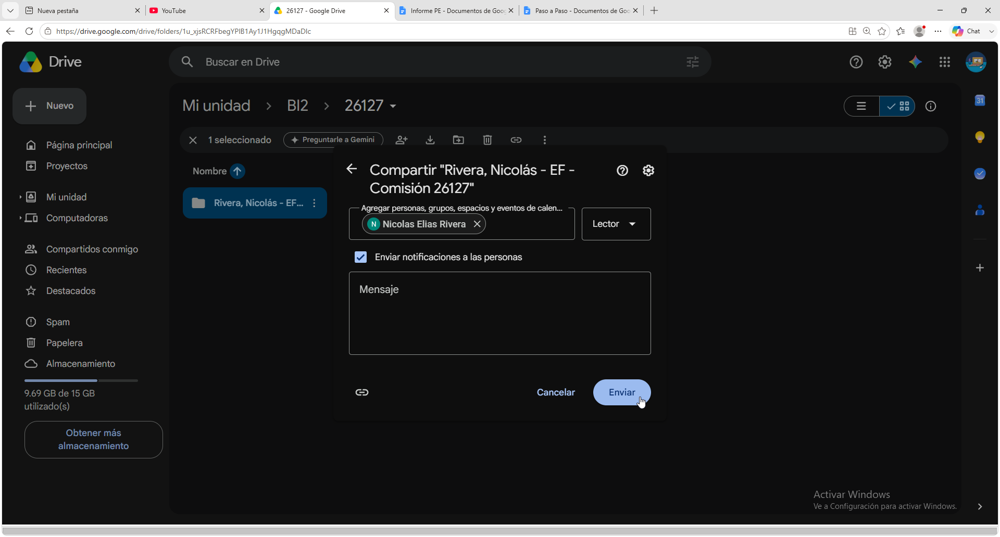 Nueva pestaña
YouTube
26127 - Google Drive
Informe PE - Documentos de Goo
Paso a Paso - Documentos de Goo
https://drive.google.com/drive/folders/1u_xjsRCRFbegYPlB1Ay1J1HgqgMDaDlc
Chat
Drive
Buscar en Drive
31
Nuevo
Mi unidad > BI2 > 26127
1 seleccionado
Preguntarle a Gemini
Página principal
Proyectos
Mi unidad
Computadoras
Compartidos conmigo
Recientes
Destacados
Spam
Papelera
Almacenamiento
9.69 GB de 15 GB
utilizado(s)
Obtener más
almacenamiento
Nombre
Rivera, Nicolás - EF...
Compartir "Rivera, Nicolás - EF -
Comisión 26127"
Agregar personas, grupos, espacios y eventos de calen...
N Nicolas Elias Rivera
Lector
Enviar notificaciones a las personas
Mensaje
Cancelar
Enviar
Activar Windows
Ve a Configuración para activar Windows.